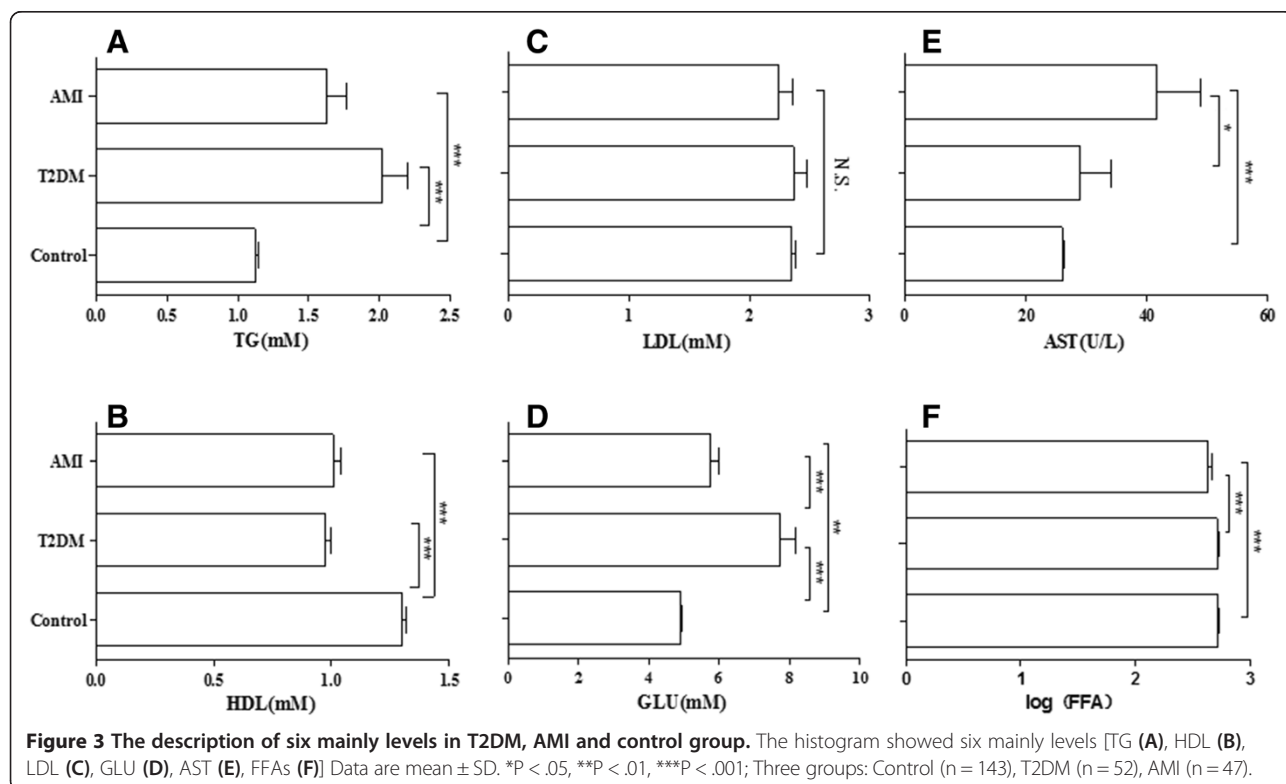 A
AMI
T2DM
Control
***
***
0.0 0.5 1.0 1.5 2.0 2.5
TG(mM)
C
N.S.
0 1 2 3
LDL(mM)
E
*
***
0 20 40 60
AST(U/L)
B
AMI
T2DM
Control
***
***
0.0 0.5 1.0 1.5
HDL(mM)
D
***
***
**
0 2 4 6 8 10
GLU(mM)
F
***
***
0 1 2 3
log (FFA)
Figure 3 The description of six mainly levels in T2DM, AMI and control group. The histogram showed six mainly levels [TG (A), HDL (B),
LDL (C), GLU (D), AST (E), FFAs (F)] Data are mean ± SD. *P < .05, **P < .01, ***P < .001; Three groups: Control (n = 143), T2DM (n = 52), AMI (n = 47).